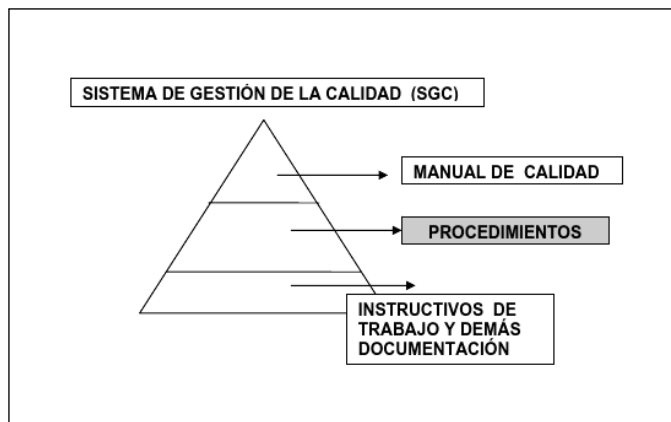 SISTEMA DE GESTIÓN DE LA CALIDAD (SGC)
MANUAL DE CALIDAD
PROCEDIMIENTOS
INSTRUCTIVOS DE
TRABAJO Y DEMÁS
DOCUMENTACIÓN